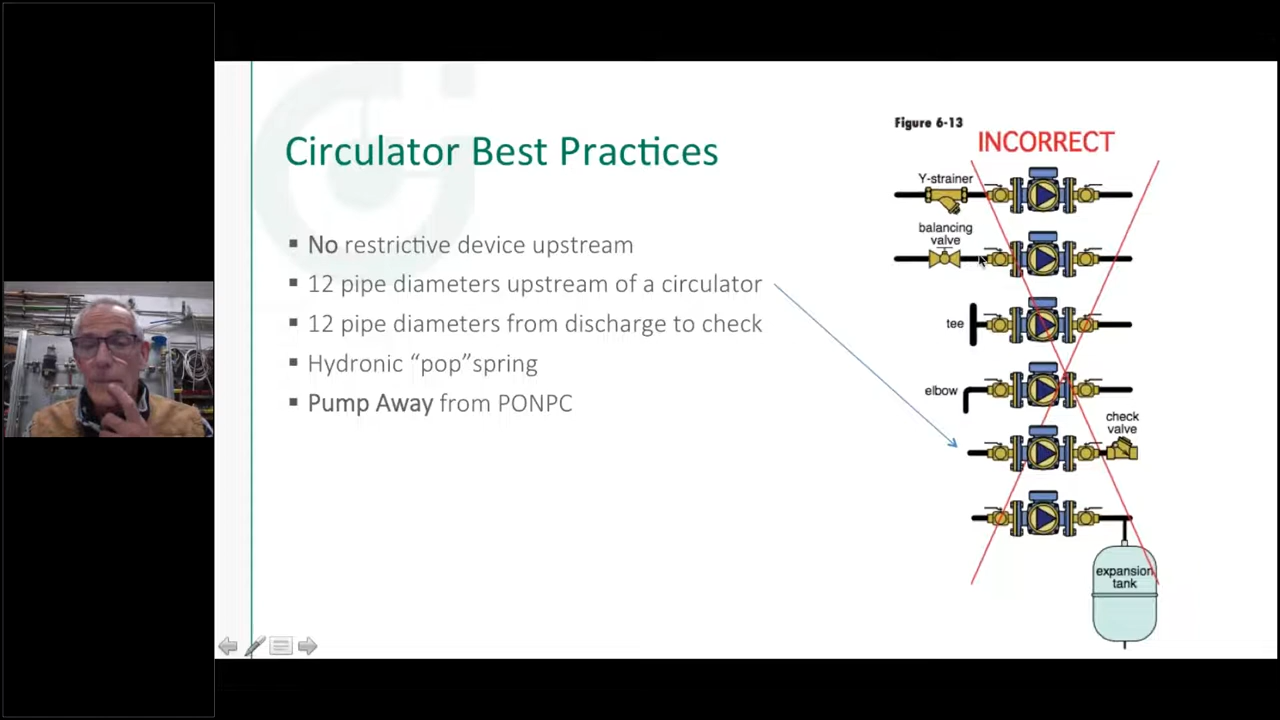 Circulator Best Practices
▪ No restrictive device upstream
▪ 12 pipe diameters upstream of a circulator
▪ 12 pipe diameters from discharge to check
▪ Hydronic “pop”spring
▪ Pump Away from PONPC
Figure 6-13
INCORRECT
Y-strainer
balancing
valve
tee
elbow
check
valve
expansion
tank